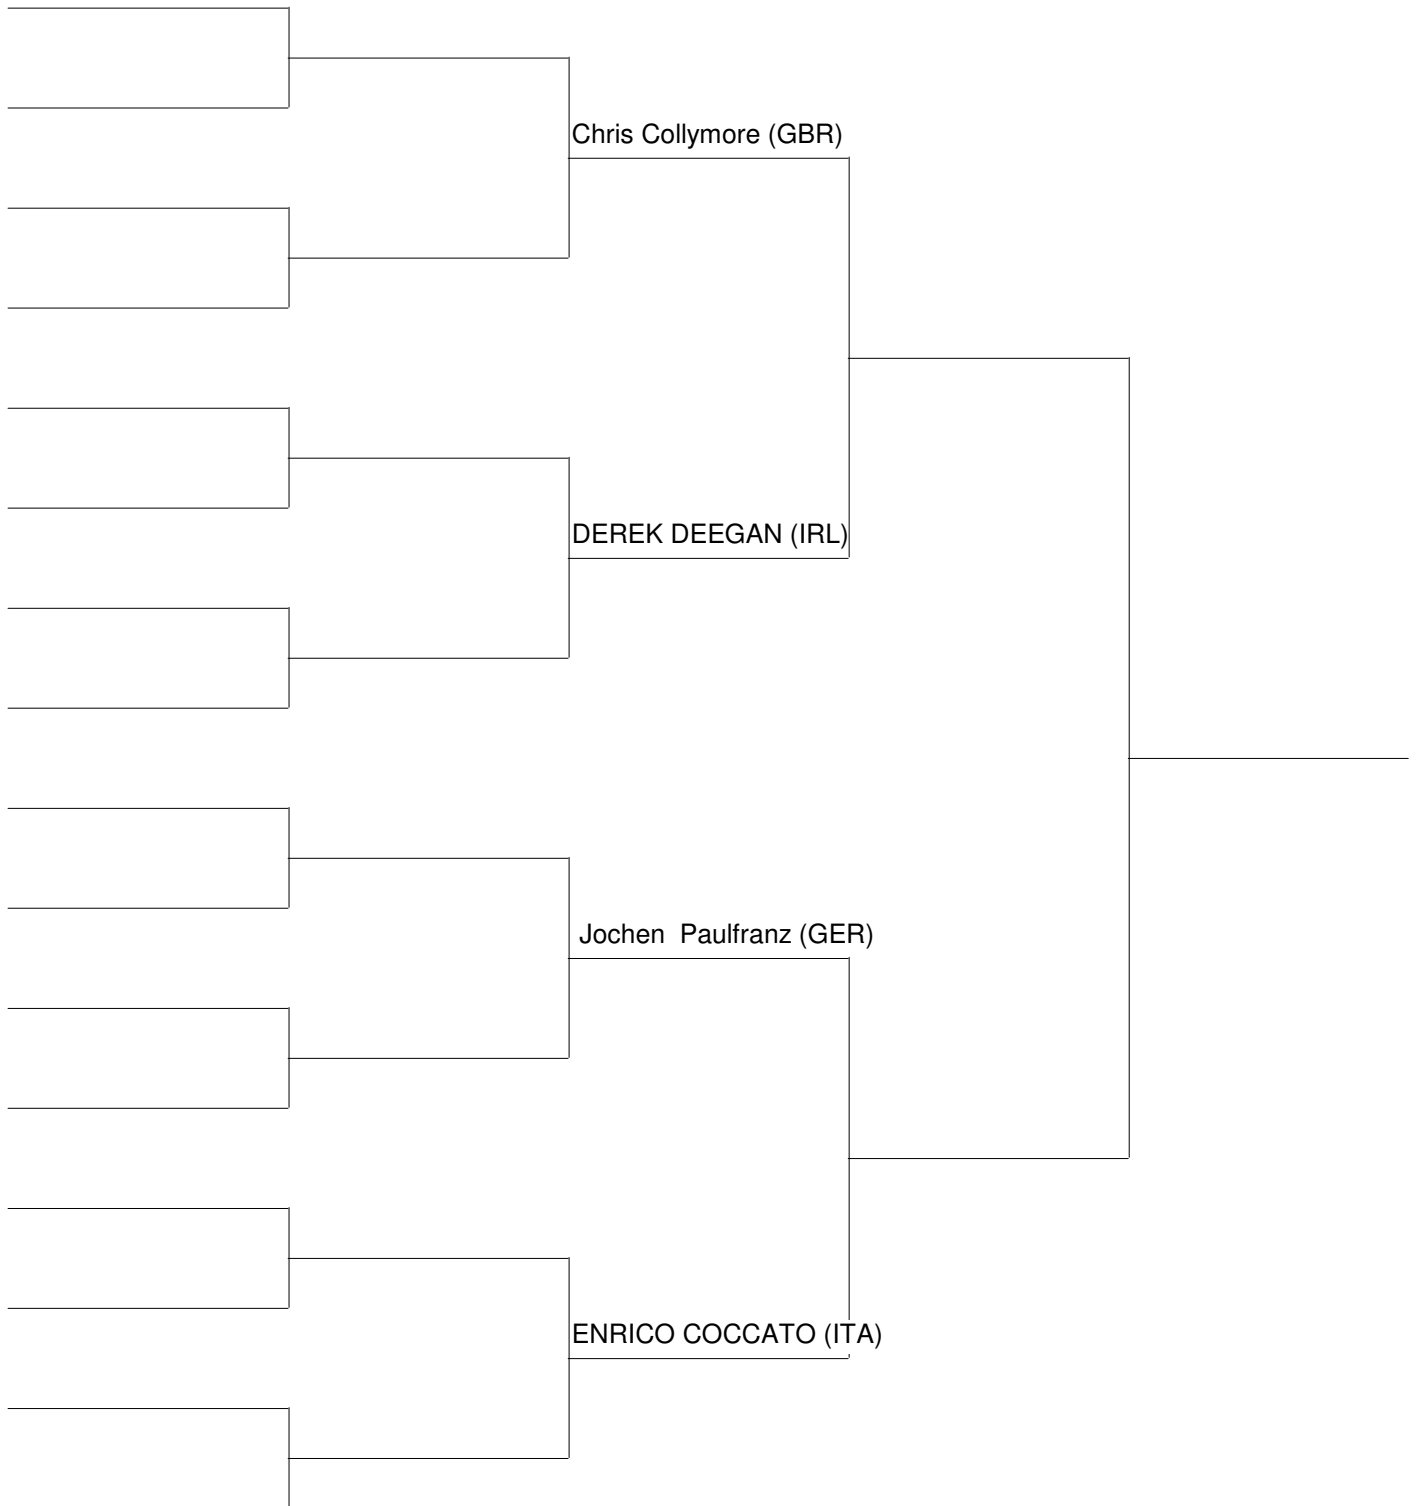 Chris Collymore (GBR)
DEREK DEEGAN (IRL)
Jochen  Paulfranz (GER)
ENRICO COCCATO (ITA)